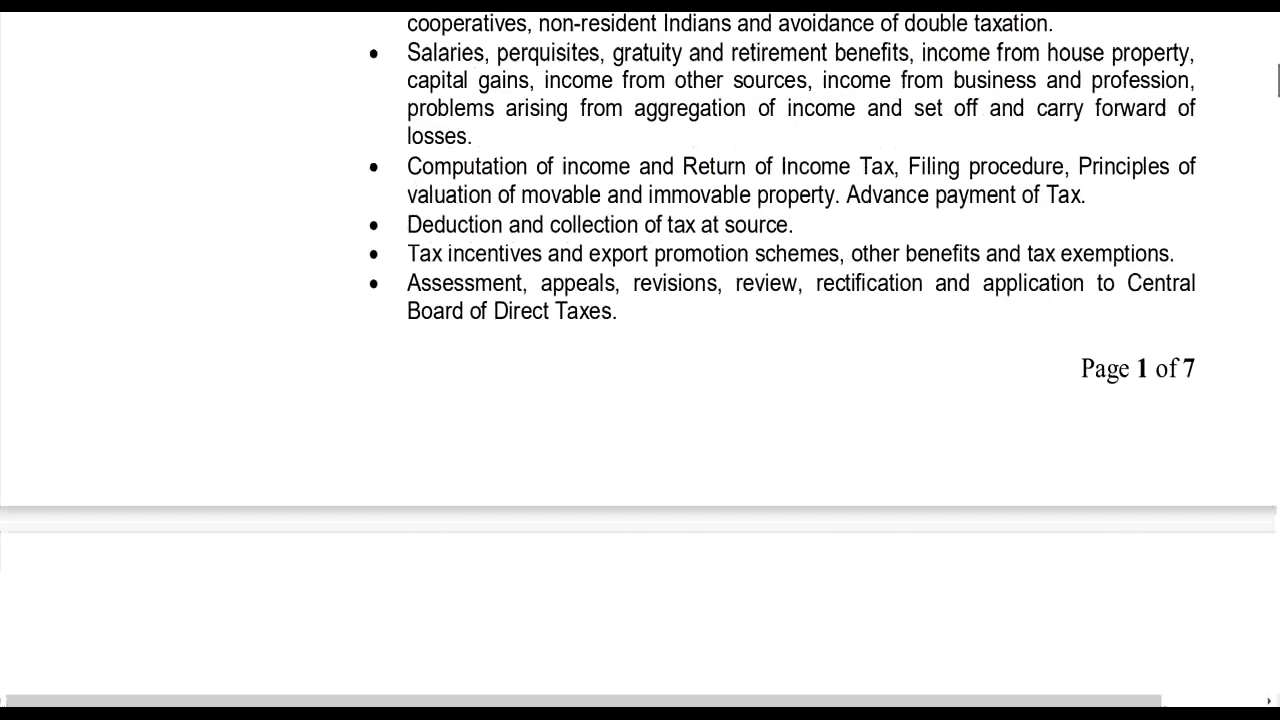 cooperatives, non-resident Indians and avoidance of double taxation.
• Salaries, perquisites, gratuity and retirement benefits, income from house property,
capital gains, income from other sources, income from business and profession,
problems arising from aggregation of income and set off and carry forward of
losses.
• Computation of income and Return of Income Tax, Filing procedure, Principles of
valuation of movable and immovable property. Advance payment of Tax.
• Deduction and collection of tax at source.
• Tax incentives and export promotion schemes, other benefits and tax exemptions.
• Assessment, appeals, revisions, review, rectification and application to Central
Board of Direct Taxes.
Page 1 of 7